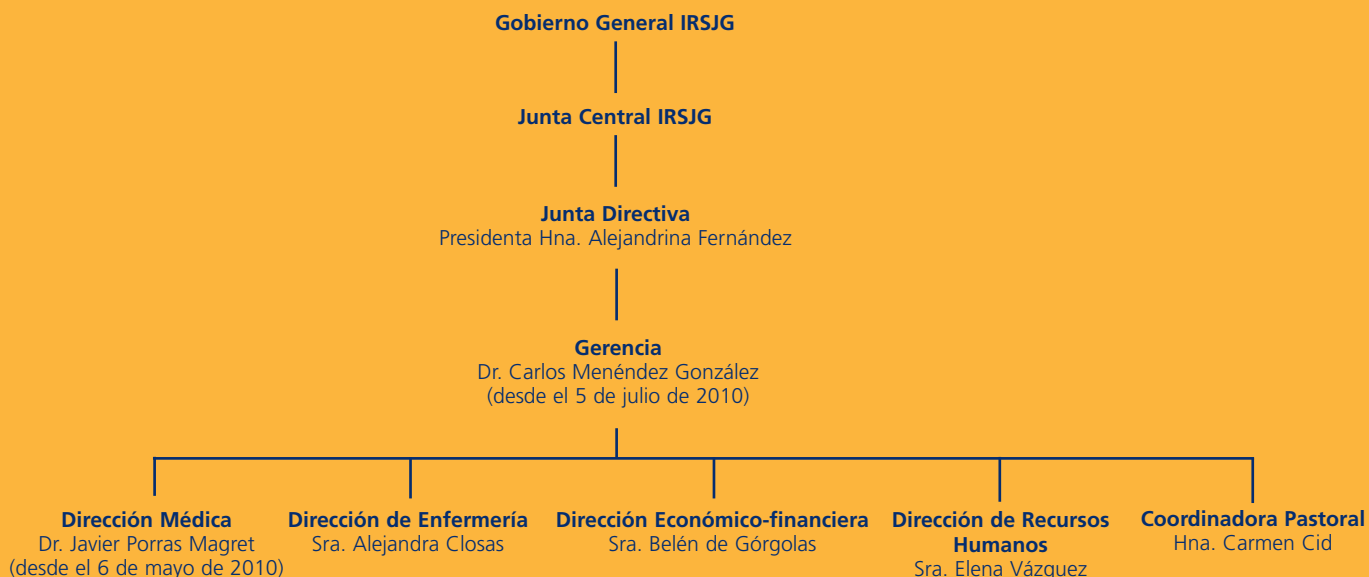 Gobierno General IRSJG
Junta Central IRSJG
Junta Directiva
Presidenta Hna. Alejandrina Fernández
Gerencia
Dr. Carlos Menéndez González
(desde el 5 de julio de 2010)
Dirección Médica
Dr. Javier Porras Magret
(desde el 6 de mayo de 2010)
Dirección de Enfermería
Sra. Alejandra Closas
Dirección Económico-financiera
Sra. Belén de Górgolas
Dirección de Recursos
Humanos
Sra. Elena Vázquez
Coordinadora Pastoral
Hna. Carmen Cid